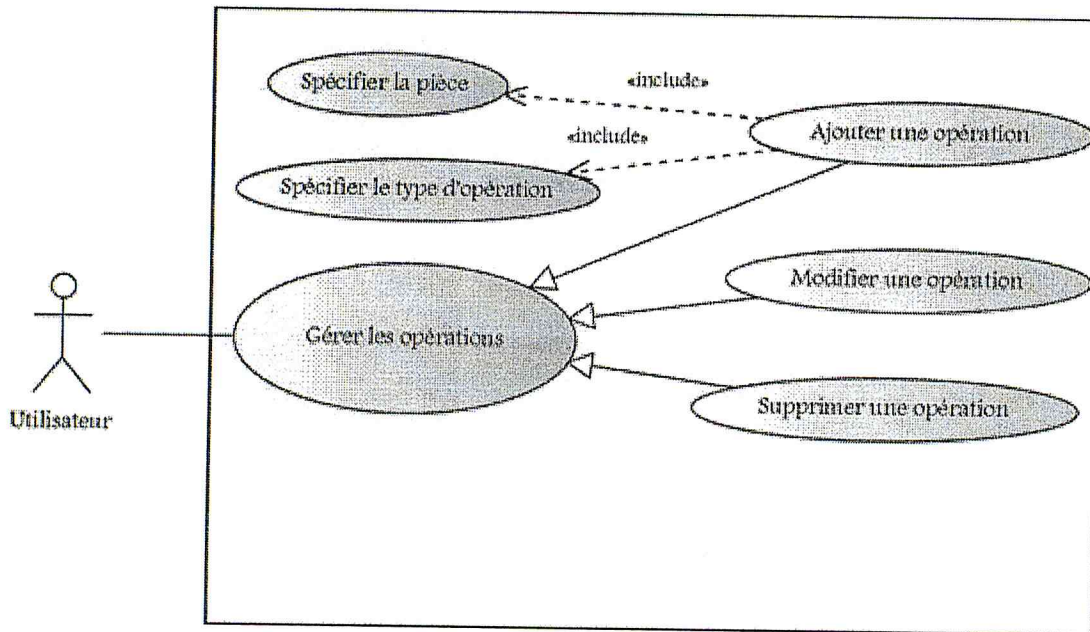 «include»
Spécifier la pièce
Ajouter une opération
«include»
Spécifier le type d'opération
Modifier une opération
Gérer les opérations
Supprimer une opération
Utilisateur